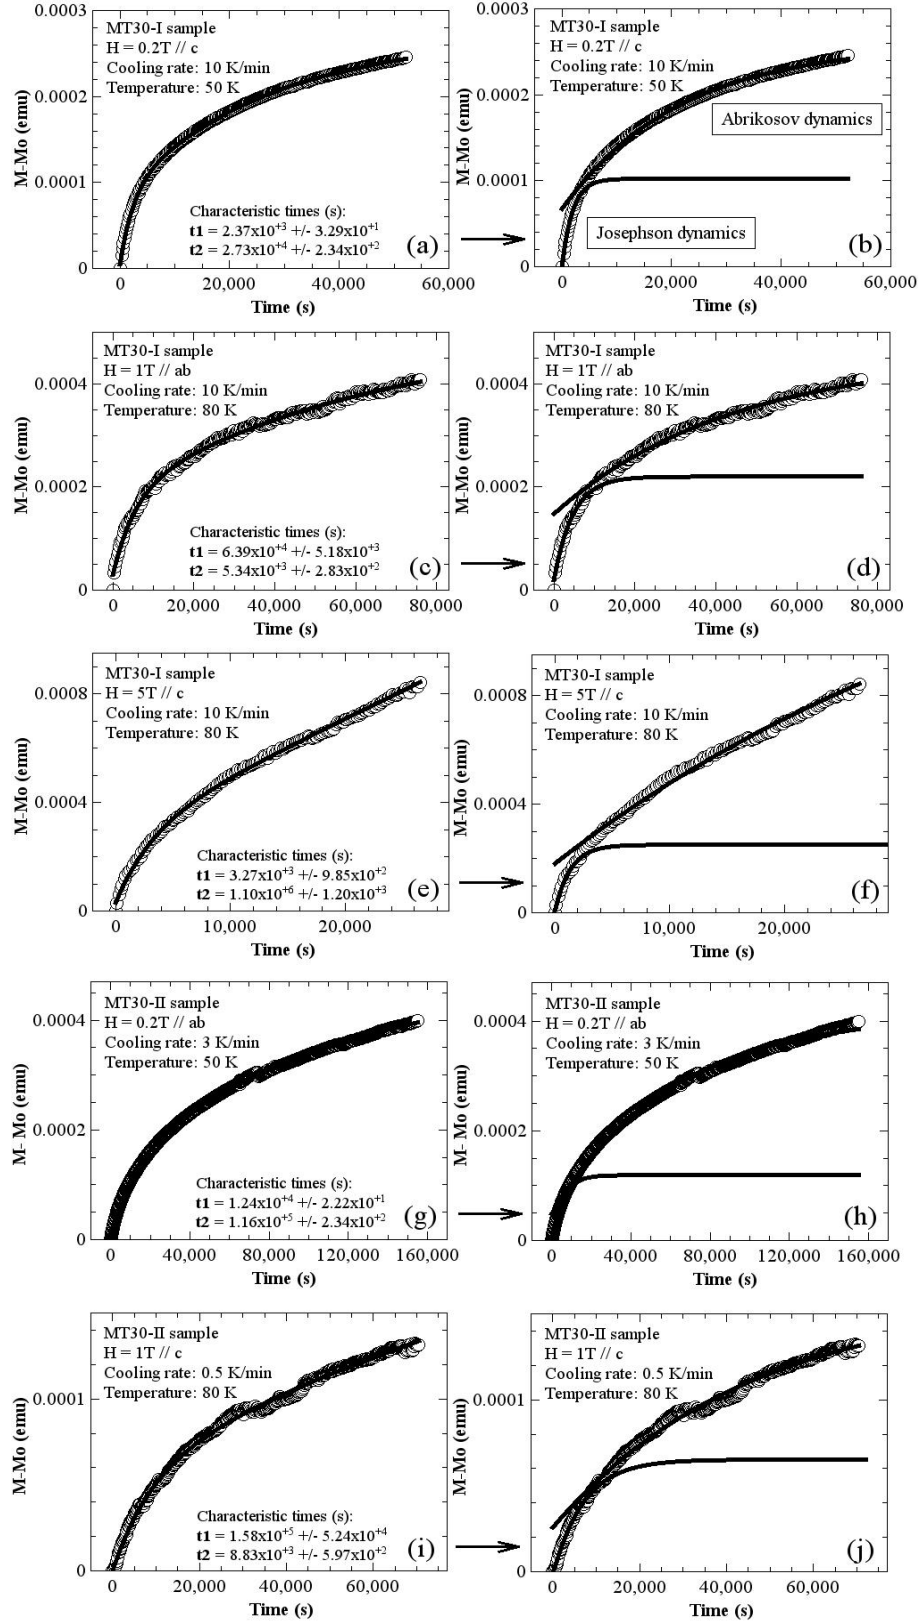 MT30-I sample
H = 0.2T // c
Cooling rate: 10 K/min
Temperature: 50 K
Characteristic times (s):
t1 = 2.37x10+3 +/- 3.29x10+1
t2 = 2.73x10+4 +/- 2.34x10+2
(a)
M-Mo (emu)
0.0003
0.0002
0.0001
0
0
20,000
40,000
60,000
Time (s)
MT30-I sample
H = 0.2T // c
Cooling rate: 10 K/min
Temperature: 50 K
Abrikosov dynamics
Josephson dynamics
(b)
M-Mo (emu)
0.0003
0.0002
0.0001
0
0
20,000
40,000
60,000
Time (s)
MT30-I sample
H = 1T // ab
Cooling rate: 10 K/min
Temperature: 80 K
Characteristic times (s):
t1 = 6.39x10+4 +/- 5.18x10+3
t2 = 5.34x10+3 +/- 2.83x10+2
(c)
M-Mo (emu)
0.0004
0.0002
0
0
20,000
40,000
60,000
80,000
Time (s)
MT30-I sample
H = 1T // ab
Cooling rate: 10 K/min
Temperature: 80 K
(d)
M-Mo (emu)
0.0004
0.0002
0
0
20,000
40,000
60,000
80,000
Time (s)
MT30-I sample
H = 5T // c
Cooling rate: 10 K/min
Temperature: 80 K
Characteristic times (s):
t1 = 3.27x10+3 +/- 9.85x10+2
t2 = 1.10x10+6 +/- 1.20x10+3
(e)
M-Mo (emu)
0.0008
0.0004
0
0
10,000
20,000
Time (s)
MT30-I sample
H = 5T // c
Cooling rate: 10 K/min
Temperature: 80 K
(f)
M-Mo (emu)
0.0008
0.0004
0
0
10,000
20,000
Time (s)
MT30-II sample
H = 0.2T // ab
Cooling rate: 3 K/min
Temperature: 50 K
Characteristic times (s):
t1 = 1.24x10+4 +/- 2.22x10+1
t2 = 1.16x10+5 +/- 2.34x10+2
(g)
M- Mo (emu)
0.0004
0.0002
0
0
40,000
80,000
120,000
160,000
Time (s)
MT30-II sample
H = 0.2T // ab
Cooling rate: 3 K/min
Temperature: 50 K
(h)
M- Mo (emu)
0.0004
0.0002
0
0
40,000
80,000
120,000
160,000
Time (s)
MT30-II sample
H = 1T // c
Cooling rate: 0.5 K/min
Temperature: 80 K
Characteristic times (s):
t1 = 1.58x10+5 +/- 5.24x10+4
t2 = 8.83x10+3 +/- 5.97x10+2
(i)
M-Mo (emu)
0.0001
0
0
20,000
40,000
60,000
Time (s)
MT30-II sample
H = 1T // c
Cooling rate: 0.5 K/min
Temperature: 80 K
(j)
M-Mo (emu)
0.0001
0
0
20,000
40,000
60,000
Time (s)